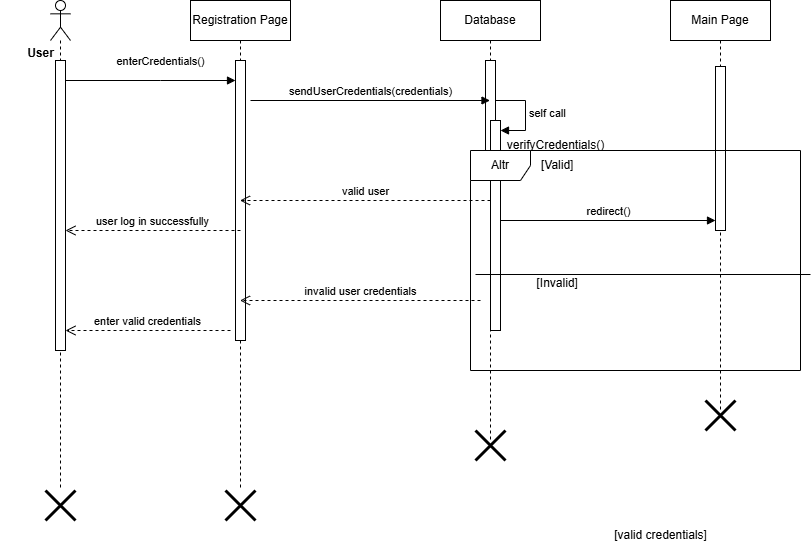 Registration Page
Database
Main Page
User
enterCredentials()
sendUserCredentials(credentials)
self call
verifyCredentials()
Altr
[Valid]
valid user
redirect()
user log in successfully
[Invalid]
invalid user credentials
enter valid credentials
[valid credentials]